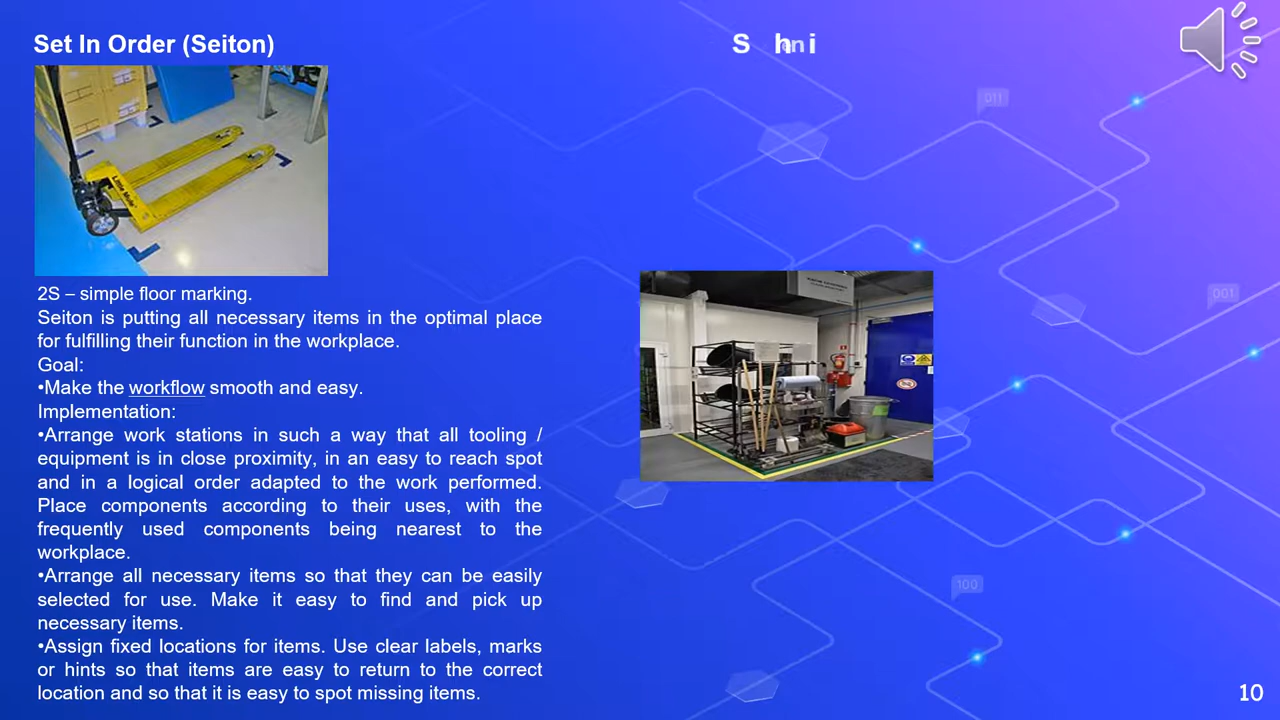 Set In Order (Seiton)
2S – simple floor marking.
Seiton is putting all necessary items in the optimal place
for fulfilling their function in the workplace.
Goal:
•Make the workflow smooth and easy.
Implementation:
•Arrange work stations in such a way that all tooling /
equipment is in close proximity, in an easy to reach spot
and in a logical order adapted to the work performed.
Place components according to their uses, with the
frequently used components being nearest to the
workplace.
•Arrange all necessary items so that they can be easily
selected for use. Make it easy to find and pick up
necessary items.
•Assign fixed locations for items. Use clear labels, marks
or hints so that items are easy to return to the correct
location and so that it is easy to spot missing items.
011
001
100
10